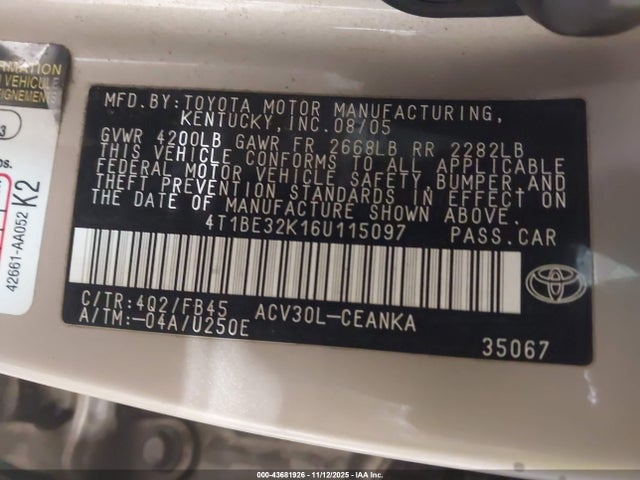 MFD.BY:TOYOTA MOTOR MANUFACTURING,
KENTUCKY,INC.08/05
GVWR 4200LB GAWR FR 2668LB RR 2282LB
THIS VEHICLE CONFORMS TO ALL APPLICABLE
FEDERAL MOTOR VEHICLE SAFETY,BUMPER,AND
THEFT PREVENTION STANDARDS IN EFFECT ON
THE DATE OF MANUFACTURE SHOWN ABOVE.
4T1BE32K16U115097 PASS.CAR
C/TR:4Q2/FB45 ACV30L-CEANKA
A/TM:-04A/U250E
35067
TOYOTA
VEHICLE
42661-AA052 K2
000-43681926 - 11/12/2025 - IAA Inc.